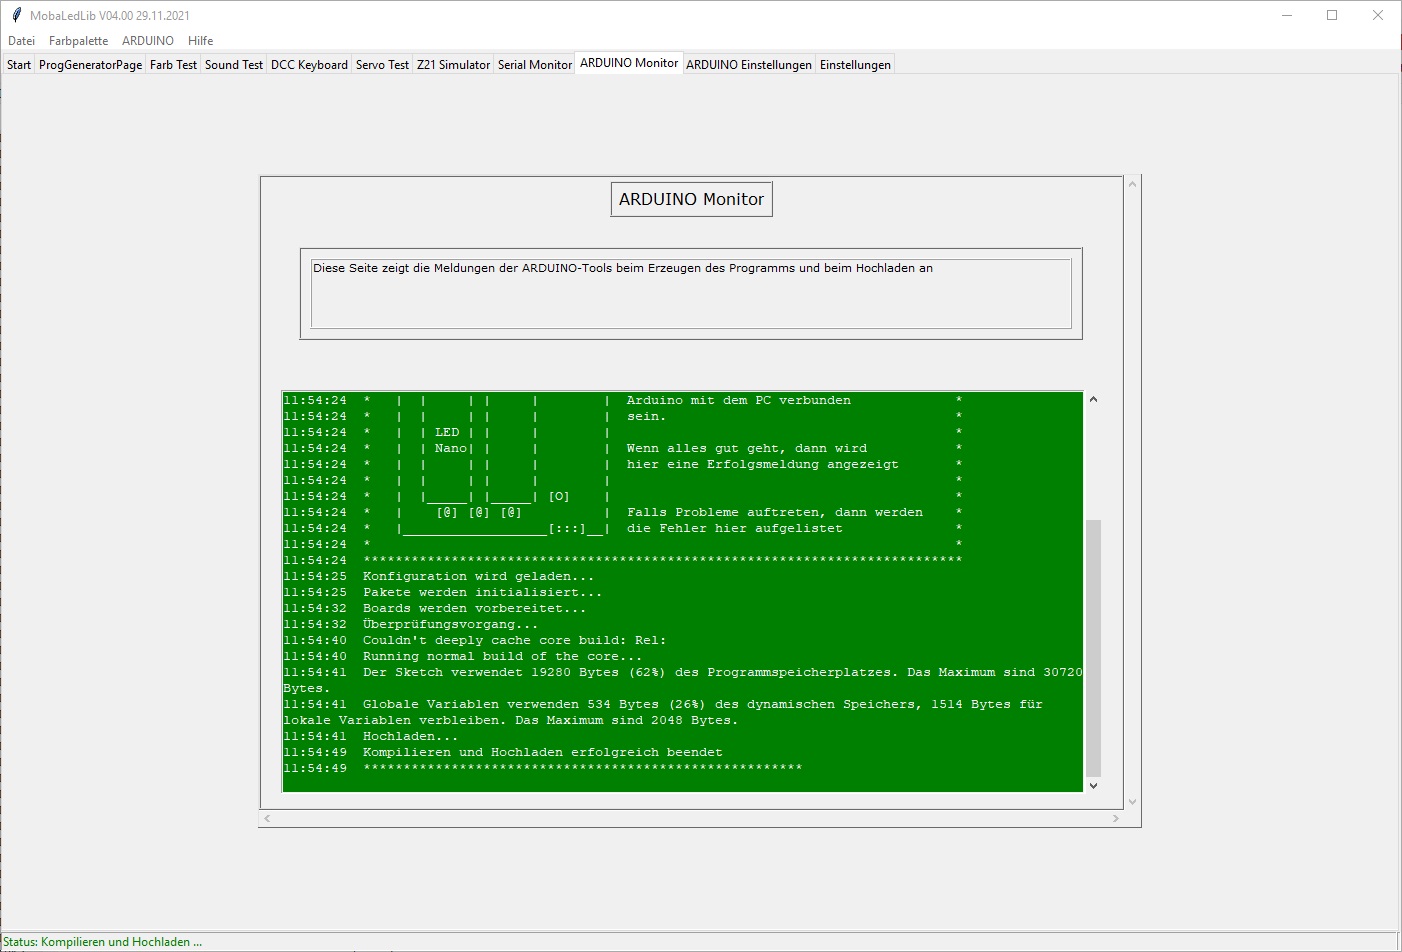 MobaLedLib V04.00 29.11.2021
Datei Farbpalette ARDUINO Hilfe
Start ProgGeneratorPage Farb Test Sound Test DCC Keyboard Servo Test Z21 Simulator Serial Monitor ARDUINO Monitor ARDUINO Einstellungen Einstellungen
ARDUINO Monitor
Diese Seite zeigt die Meldungen der ARDUINO-Tools beim Erzeugen des Programms und beim Hochladen an
11:54:24  *   |  |     | |     |        |  Arduino mit dem PC verbunden             *
11:54:24  *   |  |     | |     |        |  sein.                                    *
11:54:24  *   |  | LED | |     |        |                                           *
11:54:24  *   |  | Nano| |     |        |  Wenn alles gut geht, dann wird           *
11:54:24  *   |  |     | |     |        |  hier eine Erfolgsmeldung angezeigt       *
11:54:24  *   |  |     | |     |        |                                           *
11:54:24  *   |  |_____| |_____| [O]    |                                           *
11:54:24  *   |    [@] [@] [@]          |  Falls Probleme auftreten, dann werden    *
11:54:24  *   |__________________[:::]__|  die Fehler hier aufgelistet              *
11:54:24  *                                                                         *
11:54:24  ***************************************************************************
11:54:25  Konfiguration wird geladen...
11:54:25  Pakete werden initialisiert...
11:54:32  Boards werden vorbereitet...
11:54:32  Überprüfungsvorgang...
11:54:40  Couldn't deeply cache core build: Rel:
11:54:40  Running normal build of the core...
11:54:41  Der Sketch verwendet 19280 Bytes (62%) des Programmspeicherplatzes. Das Maximum sind 30720
Bytes.
11:54:41  Globale Variablen verwenden 534 Bytes (26%) des dynamischen Speichers, 1514 Bytes für
lokale Variablen verbleiben. Das Maximum sind 2048 Bytes.
11:54:41  Hochladen...
11:54:49  Kompilieren und Hochladen erfolgreich beendet
11:54:49  *******************************************************
Status: Kompilieren und Hochladen ...